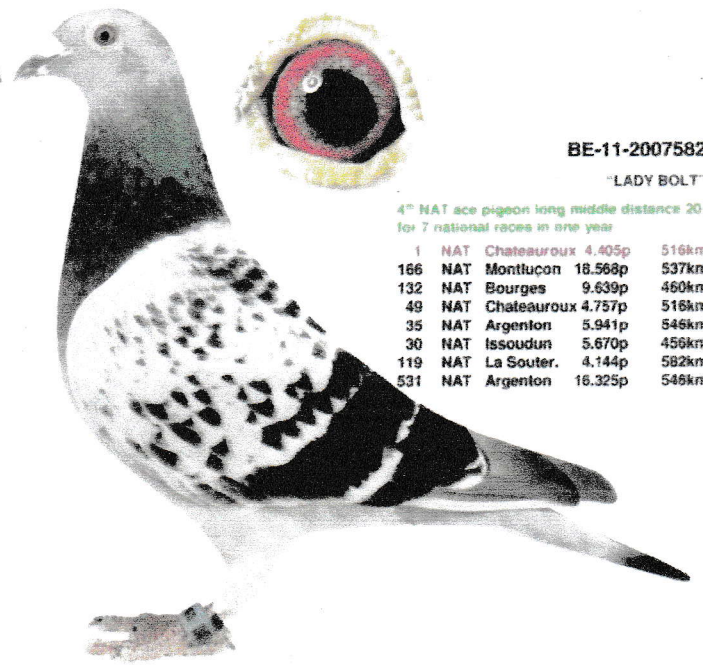 BE-11-2007582
"LADY BOLT"
4th NAT ace pigeon long middle distance 20
for 7 national races in one year
1 NAT Chateauroux 4.405p 516km
166 NAT Montluçon 18.568p 537km
132 NAT Bourges 9.639p 460km
49 NAT Chateauroux 4.757p 516km
35 NAT Argenton 5.941p 546km
30 NAT Issoudun 5.670p 456km
119 NAT La Souter. 4.144p 582km
531 NAT Argenton 16.325p 546km